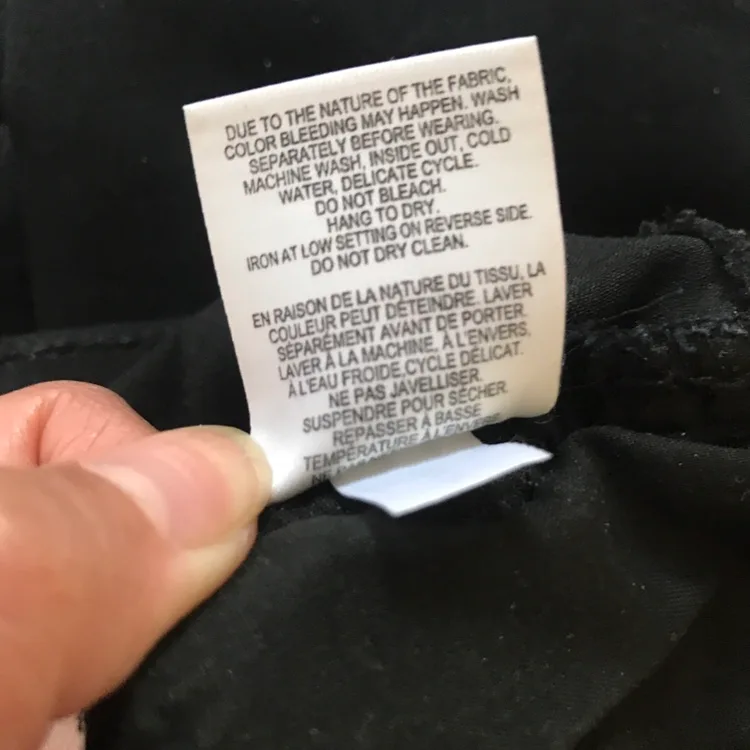 DUE TO THE NATURE OF THE FABRIC,
COLOR BLEEDING MAY HAPPEN. WASH
SEPARATELY BEFORE WEARING.
MACHINE WASH, INSIDE OUT, COLD
WATER, DELICATE CYCLE.
DO NOT BLEACH.
HANG TO DRY.
IRON AT LOW SETTING ON REVERSE SIDE.
DO NOT DRY CLEAN.
EN RAISON DE LA NATURE DU TISSU, LA
COULEUR PEUT DÉTEINDRE. LAVER
SÉPARÉMENT AVANT DE PORTER.
LAVER À LA MACHINE, À L'ENVERS,
À L'EAU FROIDE,CYCLE DÉLICAT.
NE PAS JAVELLISER.
SUSPENDRE POUR SÉCHER
REPASSER À BASSE
TEMPÉRATURE À L'ENVERS